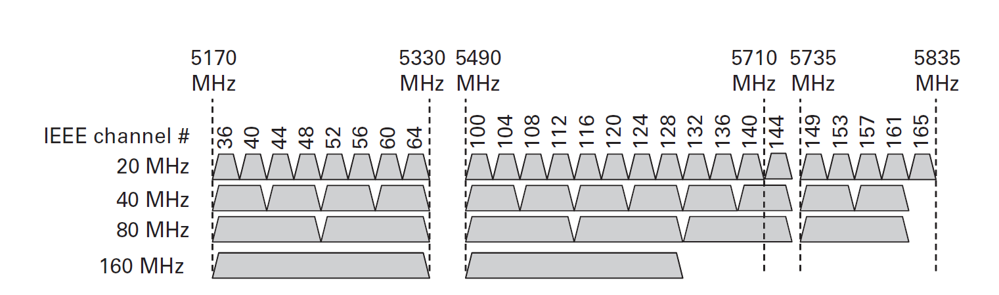 5170 5330 5490 5710 5735 5835
MHz MHz MHz MHz MHz MHz
IEEE channel # 36 40 44 48 52 56 60 64 100 104 108 112 116 120 124 128 132 136 140 144 149 153 157 161 165
20 MHz
40 MHz
80 MHz
160 MHz